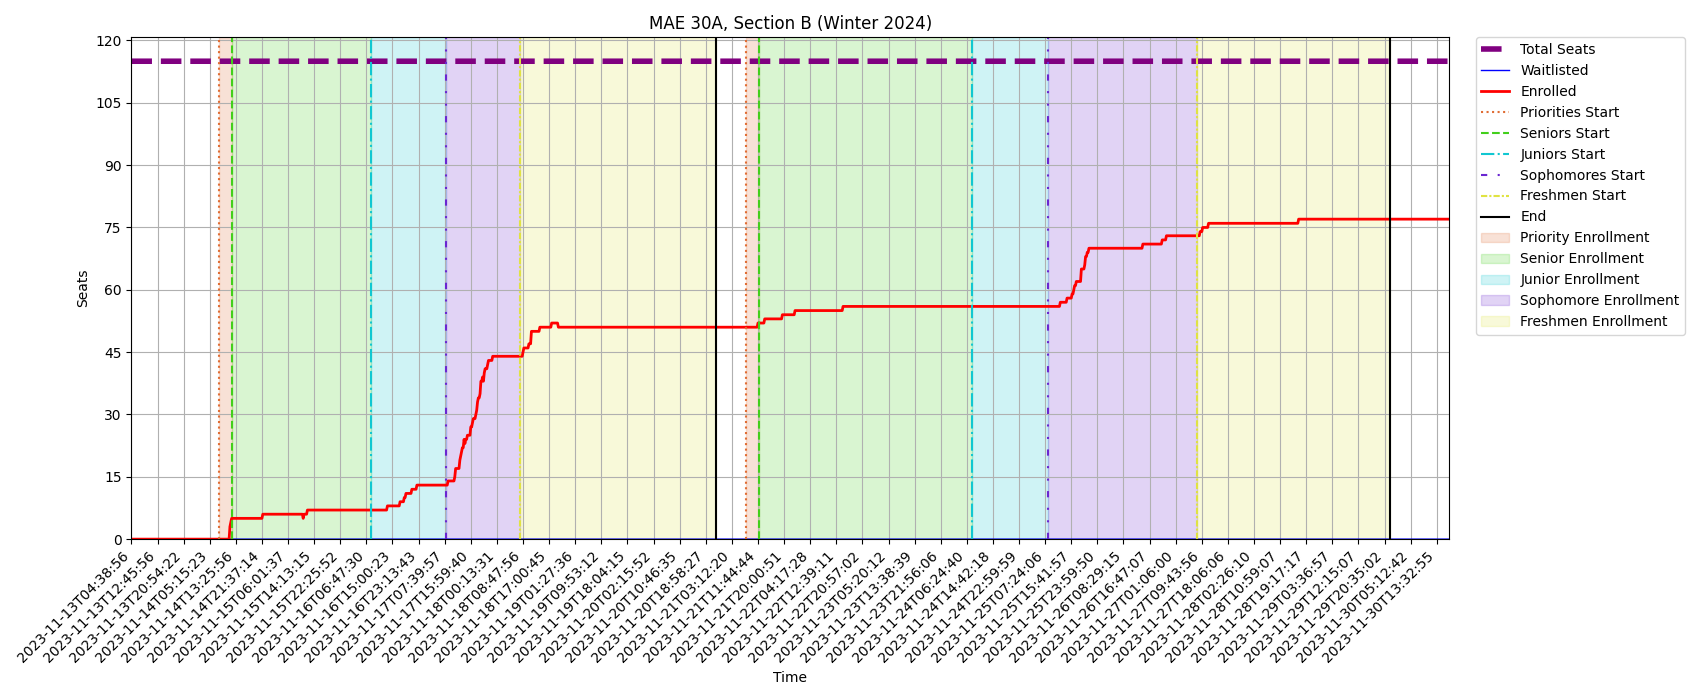 MAE 30A, Section B (Winter 2024)
120
105
90
75
60
45
30
15
0
Seats
2023-11-13T04:38:56
2023-11-13T12:45:56
2023-11-13T20:54:22
2023-11-14T05:15:23
2023-11-14T13:25:56
2023-11-14T21:37:14
2023-11-15T06:01:37
2023-11-15T14:13:15
2023-11-15T22:25:52
2023-11-16T06:47:30
2023-11-16T15:00:23
2023-11-16T23:13:43
2023-11-17T07:39:57
2023-11-17T15:59:40
2023-11-18T00:13:31
2023-11-18T08:47:56
2023-11-18T17:00:45
2023-11-19T01:27:36
2023-11-19T09:53:12
2023-11-19T18:04:15
2023-11-20T02:15:52
2023-11-20T10:46:35
2023-11-20T18:58:27
2023-11-21T03:12:20
2023-11-21T11:44:44
2023-11-21T20:00:51
2023-11-22T04:17:28
2023-11-22T12:39:11
2023-11-22T20:57:02
2023-11-23T05:20:12
2023-11-23T13:38:39
2023-11-23T21:56:06
2023-11-24T06:24:40
2023-11-24T14:42:18
2023-11-24T22:59:59
2023-11-25T07:24:06
2023-11-25T15:41:57
2023-11-25T23:59:50
2023-11-26T08:29:15
2023-11-26T16:47:07
2023-11-27T01:06:00
2023-11-27T09:43:56
2023-11-27T18:06:06
2023-11-28T02:26:10
2023-11-28T10:59:07
2023-11-28T19:17:17
2023-11-29T03:36:57
2023-11-29T12:15:07
2023-11-29T20:35:02
2023-11-30T05:12:42
2023-11-30T13:32:55
Time
Total Seats
Waitlisted
Enrolled
Priorities Start
Seniors Start
Juniors Start
Sophomores Start
Freshmen Start
End
Priority Enrollment
Senior Enrollment
Junior Enrollment
Sophomore Enrollment
Freshmen Enrollment